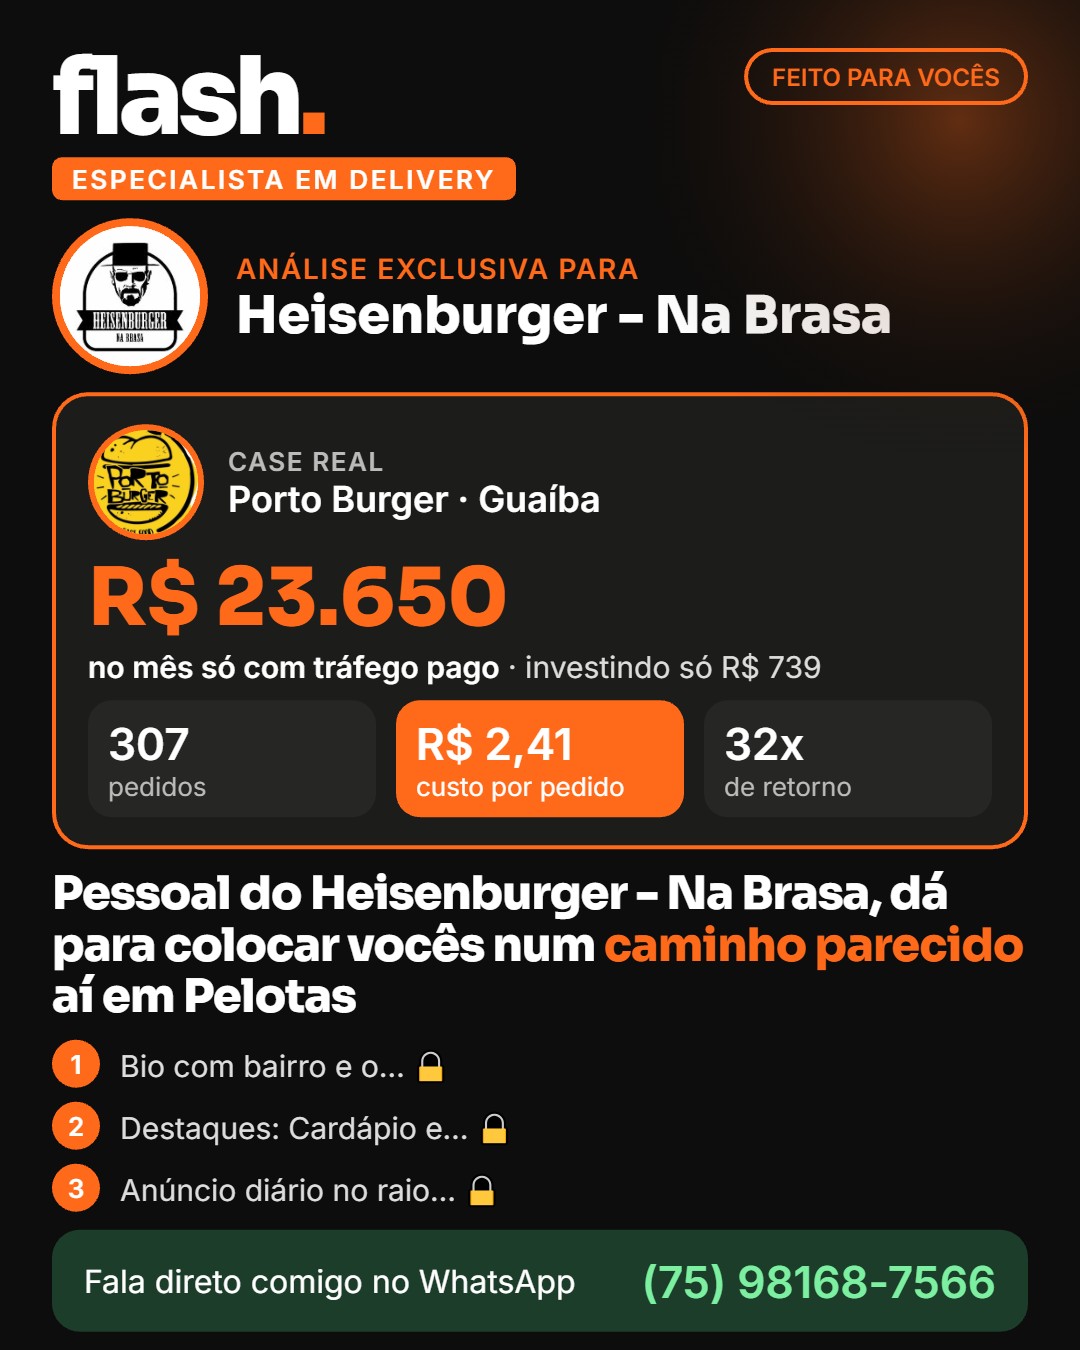 flash.
FEITO PARA VOCÊS
ESPECIALISTA EM DELIVERY
HEISENBURGER
NA BRASA
ANÁLISE EXCLUSIVA PARA
Heisenburger – Na Brasa
PORTO
BURGER
CASE REAL
Porto Burger · Guaíba
R$ 23.650
no mês só com tráfego pago · investindo só R$ 739
307
pedidos
R$ 2,41
custo por pedido
32x
de retorno
Pessoal do Heisenburger – Na Brasa, dá
para colocar vocês num caminho parecido
aí em Pelotas
1 Bio com bairro e o... 🔒
2 Destaques: Cardápio e... 🔒
3 Anúncio diário no raio... 🔒
Fala direto comigo no WhatsApp (75) 98168-7566